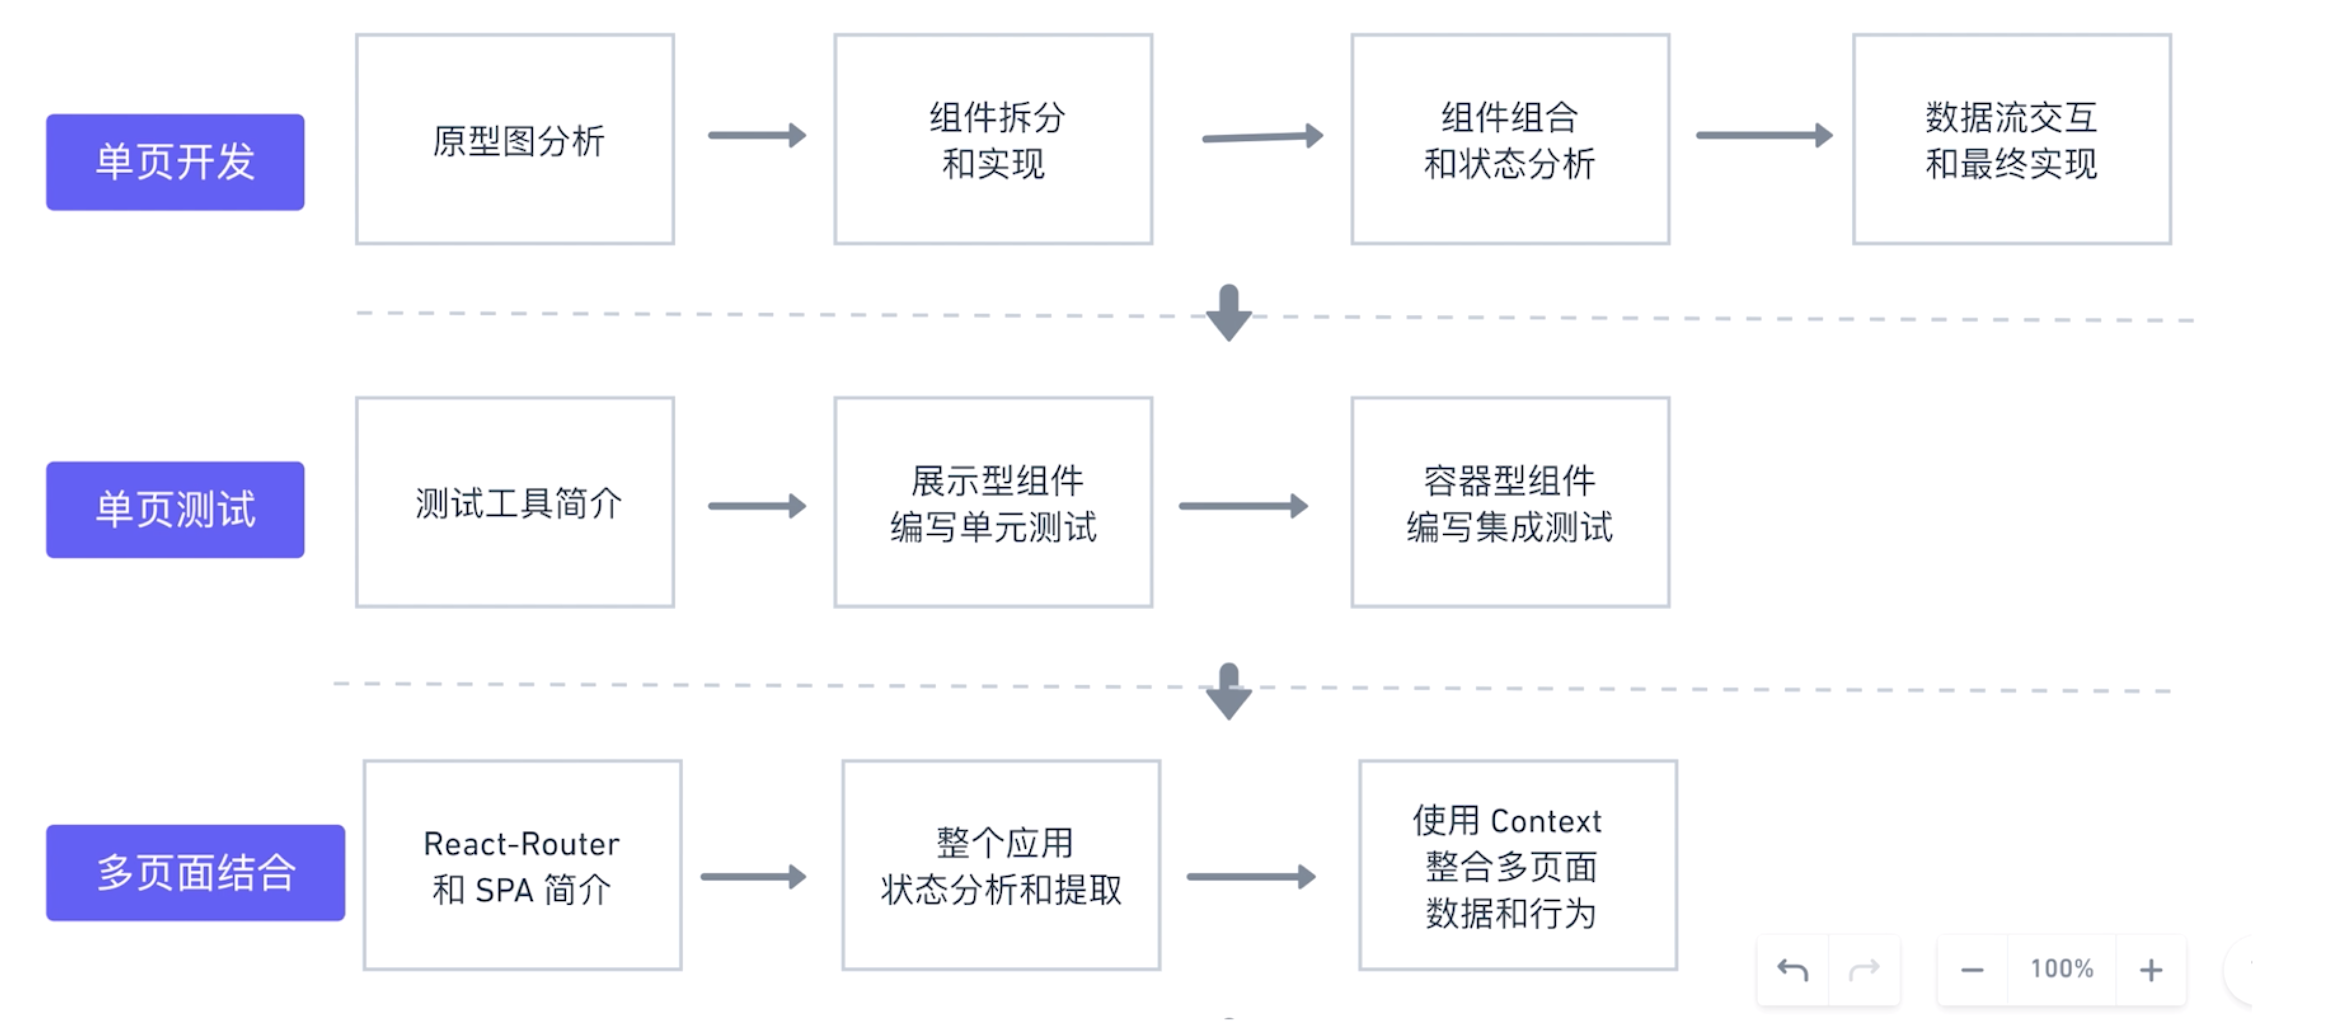 单页开发
原型图分析
组件拆分
和实现
组件组合
和状态分析
数据流交互
和最终实现
单页测试
测试工具简介
展示型组件
编写单元测试
容器型组件
编写集成测试
多页面结合
React-Router
和 SPA 简介
整个应用
状态分析和提取
使用 Context
整合多页面
数据和行为
100%